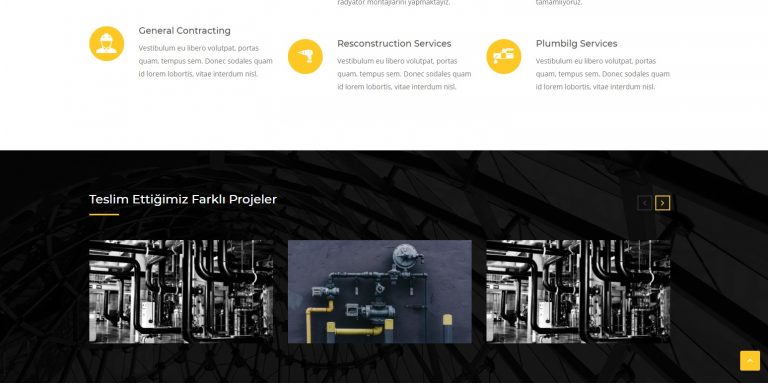 radyatör montajlarını yapmaktayız.
tamamlıyoruz.
General Contracting
Vestibulum eu libero volutpat, portas
quam, tempus sem. Donec sodales quam
id lorem lobortis, vitae interdum nisl.
Resconstruction Services
Vestibulum eu libero volutpat, portas
quam, tempus sem. Donec sodales quam
id lorem lobortis, vitae interdum nisl.
Plumbilg Services
Vestibulum eu libero volutpat, portas
quam, tempus sem. Donec sodales quam
id lorem lobortis, vitae interdum nisl.
Teslim Ettiğimiz Farklı Projeler